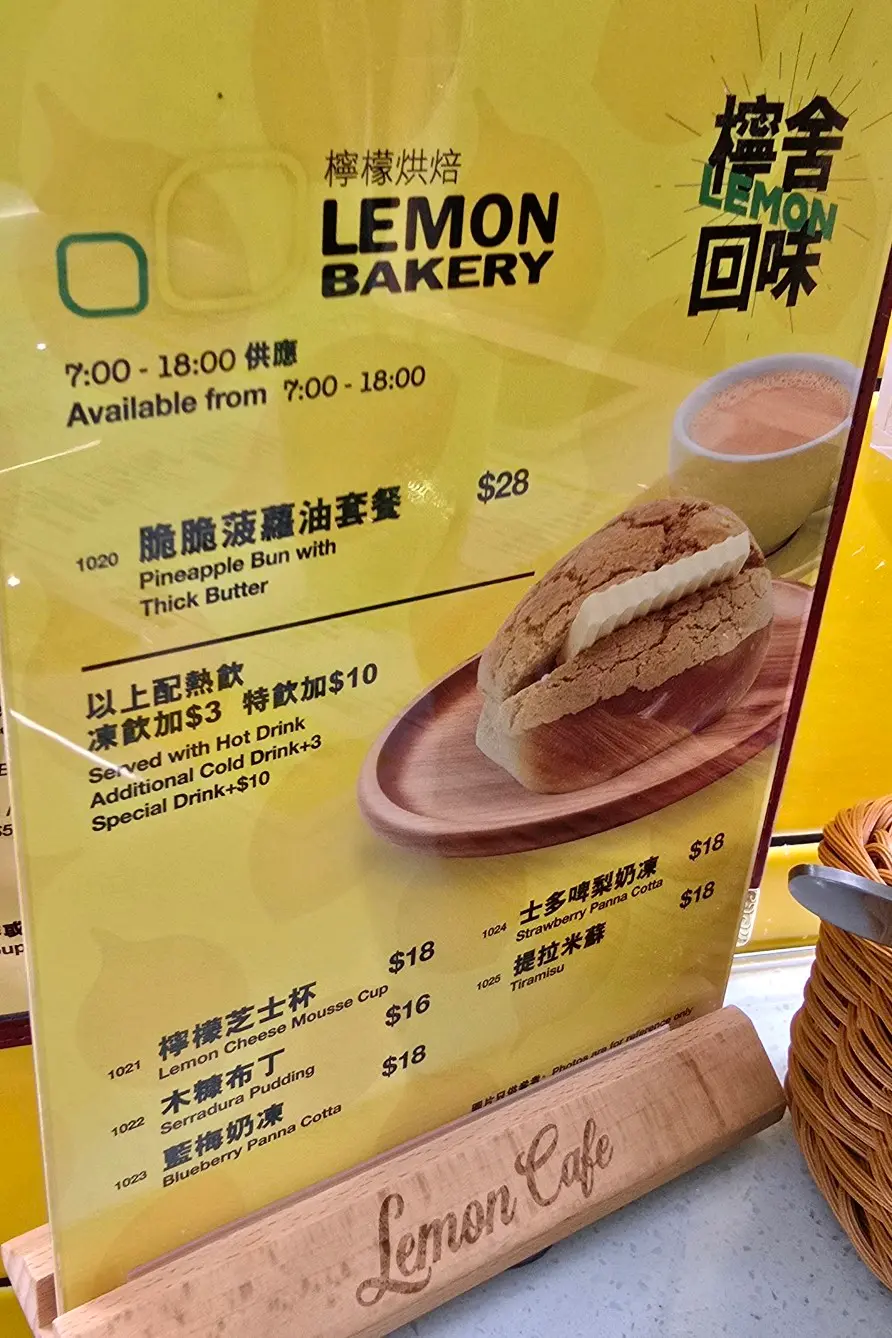 檸檬烘焙
LEMON
BAKERY
檸舍
LEMON
回味
7:00 - 18:00 供應
Available from 7:00 - 18:00
1020 脆脆菠蘿油套餐 $28
Pineapple Bun with
Thick Butter
以上配熱飲
凍飲加$3 特飲加$10
Served with Hot Drink
Additional Cold Drink+3
Special Drink+$10
1021 檸檬芝士杯 $18
Lemon Cheese Mousse Cup
1022 木糠布丁 $16
Serradura Pudding
1023 藍梅奶凍 $18
Blueberry Panna Cotta
1024 士多啤梨奶凍 $18
Strawberry Panna Cotta
1025 提拉米蘇 $18
Tiramisu
圖片只供參考。Photos are for reference only
Lemon Cafe